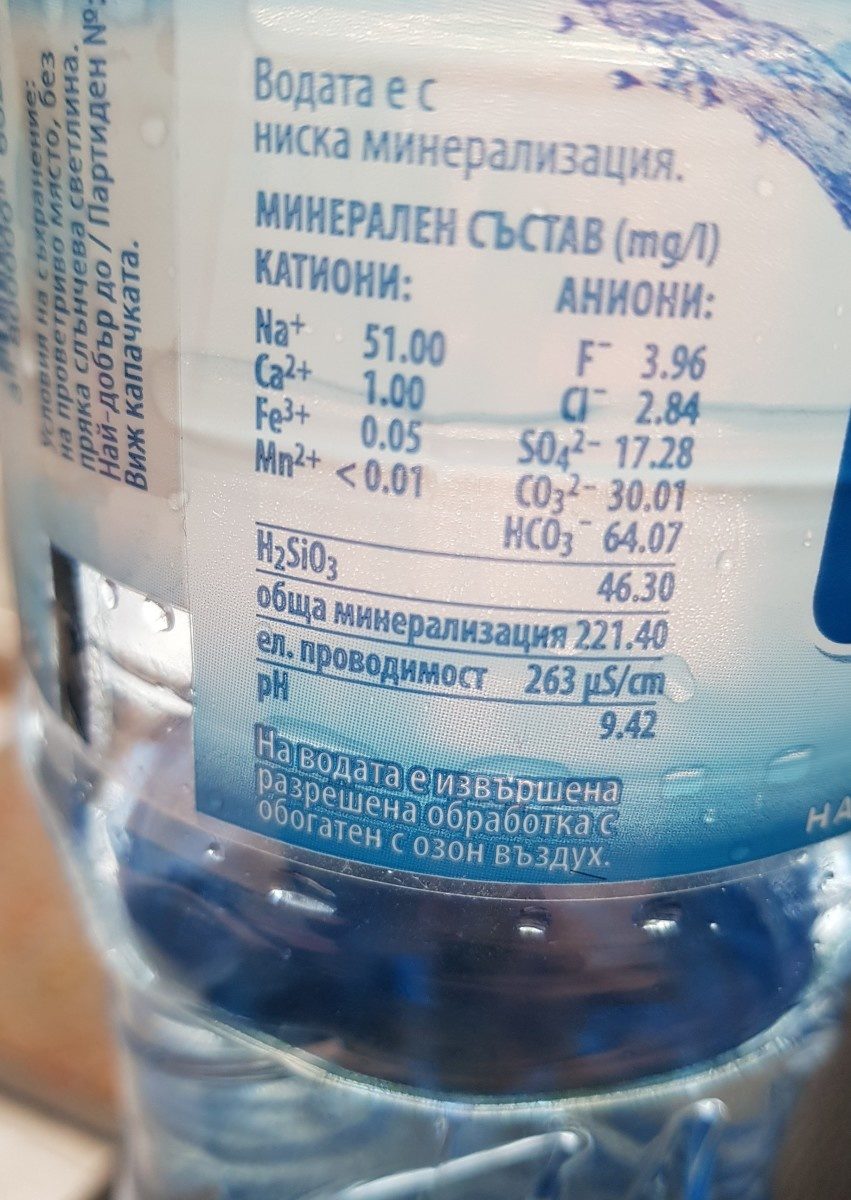 Условия на съхранение:
на проветриво място, без
пряка слънчева светлина.
Най-добър до / Партиден №:
Виж капачката.
Водата е с
ниска минерализация.
МИНЕРАЛЕН СЪСТАВ (mg/l)
КАТИОНИ: АНИОНИ:
Na+ 51.00 F- 3.96
Ca2+ 1.00 Cl- 2.84
Fe3+ 0.05 SO42- 17.28
Mn2+ <0.01 CO32- 30.01
HCO3- 64.07
H2SiO3 46.30
обща минерализация 221.40
ел. проводимост 263 µS/cm
pH 9.42
На водата е извършена
разрешена обработка с
обогатен с озон въздух.